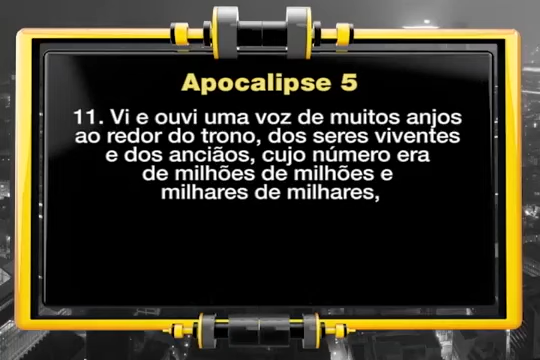 Apocalipse 5
11. Vi e ouvi uma voz de muitos anjos
ao redor do trono, dos seres viventes
e dos anciãos, cujo número era
de milhões de milhões e
milhares de milhares,